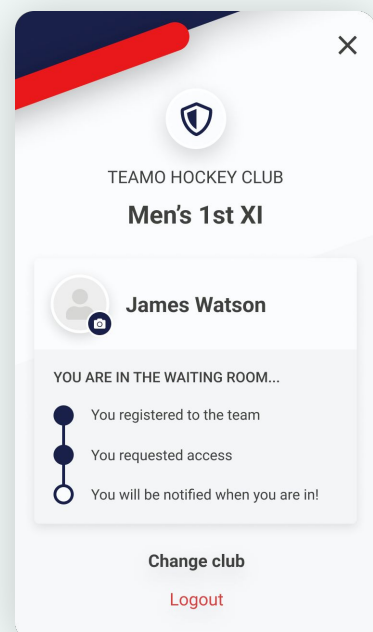 TEAMO HOCKEY CLUB
Men's 1st XI
James Watson
YOU ARE IN THE WAITING ROOM...
You registered to the team
You requested access
You will be notified when you are in!
Change club
Logout